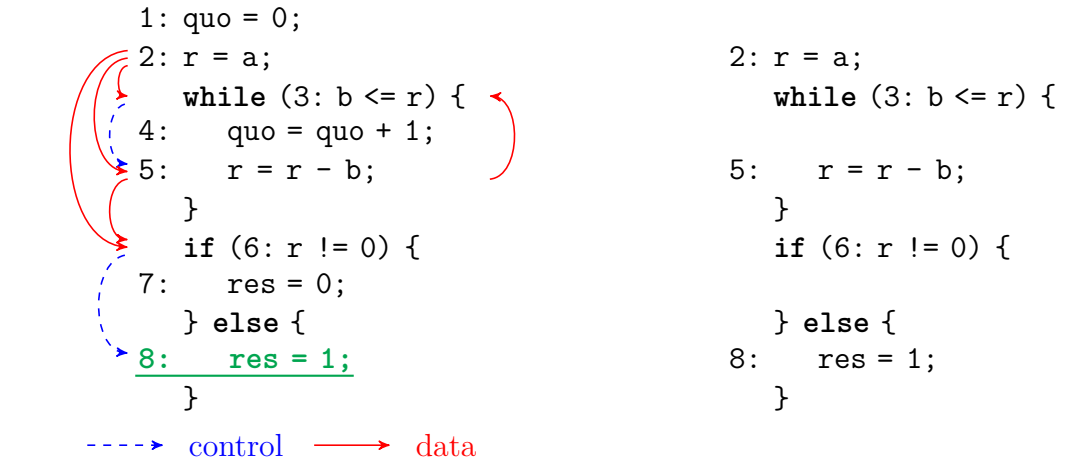 1: quo = 0;
2: r = a;
while (3: b <= r) {
4:    quo = quo + 1;
5:    r = r - b;
}
if (6: r != 0) {
7:    res = 0;
} else {
8:    res = 1;
}
control
data
2: r = a;
while (3: b <= r) {
5:    r = r - b;
}
if (6: r != 0) {
} else {
8:    res = 1;
}